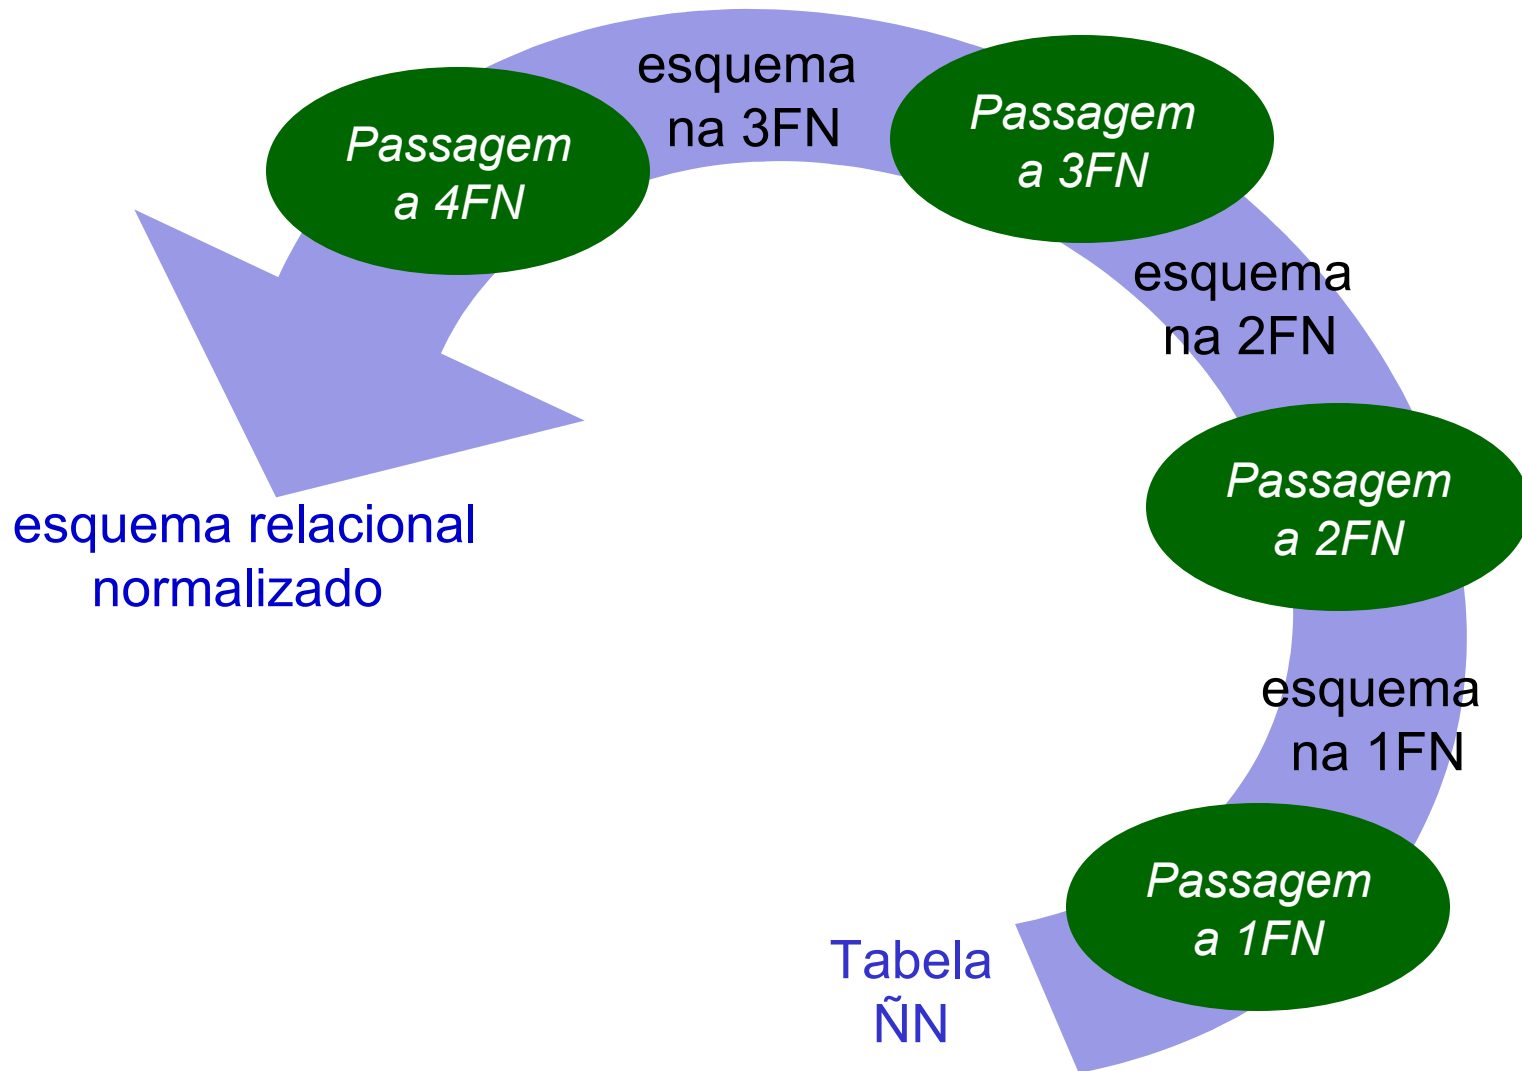 esquema
na 3FN
Passagem
a 3FN
Passagem
a 4FN
esquema
na 2FN
Passagem
a 2FN
esquema relacional
normalizado
esquema
na 1FN
Passagem
a 1FN
Tabela
ÑN